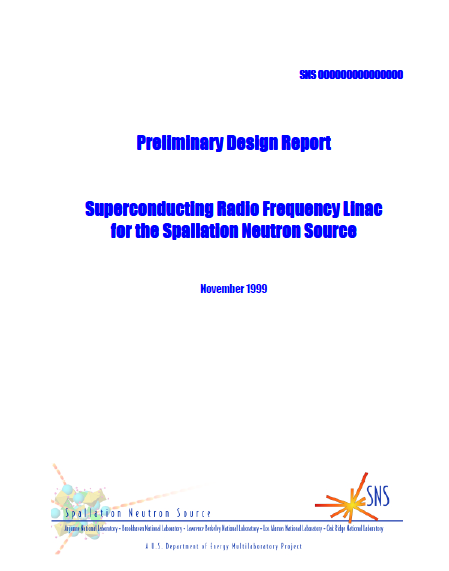 SNS 000000000000000
Preliminary Design Report
Superconducting Radio Frequency Linac
for the Spallation Neutron Source
November 1999
SNS
Spallation Neutron Source
Argonne National Laboratory • Brookhaven National Laboratory • Lawrence Berkeley National Laboratory • Los Alamos National Laboratory • Oak Ridge National Laboratory
A U.S. Department of Energy Multilaboratory Project